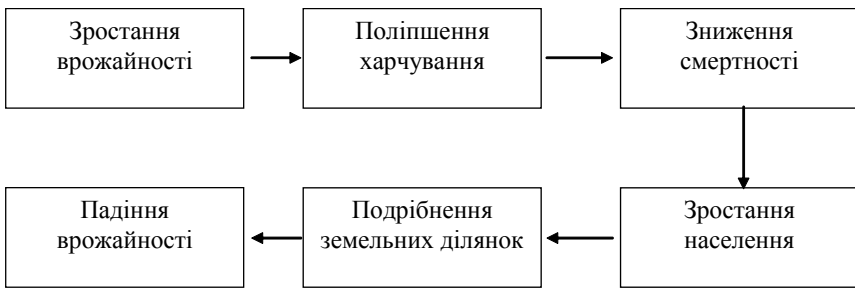 Зростання
врожайності
Поліпшення
харчування
Зниження
смертності
Зростання
населення
Подрібнення
земельних ділянок
Падіння
врожайності